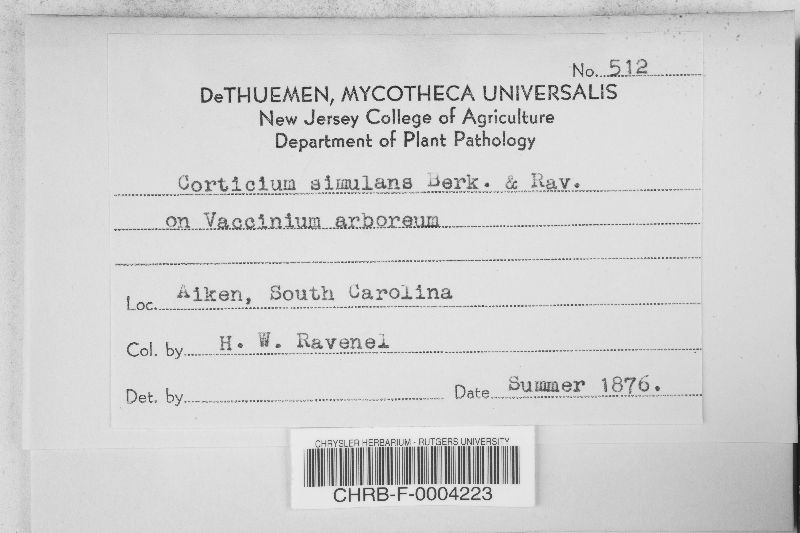 No. 512
DeTHUEMEN, MYCOTHECA UNIVERSALIS
New Jersey College of Agriculture
Department of Plant Pathology
Corticium simulans Berk. & Rav.
on Vaccinium arboreum
Loc. Aiken, South Carolina
Col. by H. W. Ravenel
Det. by Date Summer 1876.
CHRYSLER HERBARIUM - RUTGERS UNIVERSITY
CHRB-F-0004223